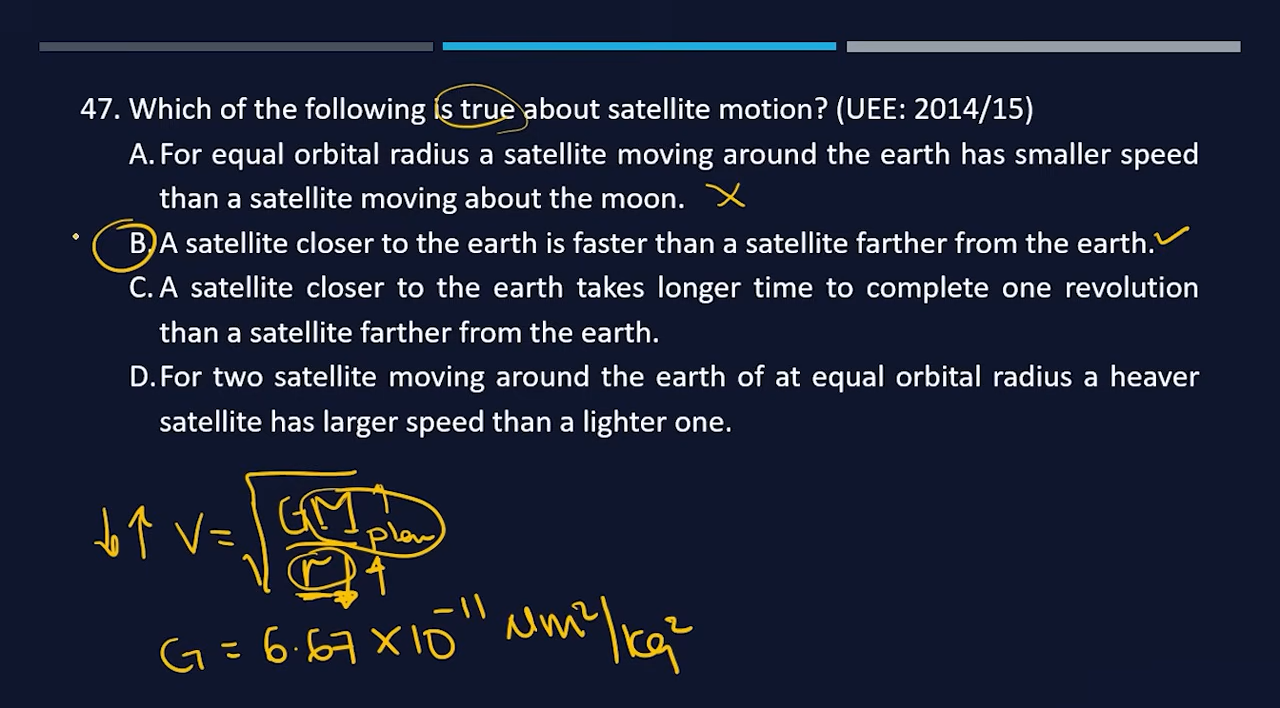 47. Which of the following is true about satellite motion? (UEE: 2014/15)
A. For equal orbital radius a satellite moving around the earth has smaller speed
than a satellite moving about the moon. ×
B. A satellite closer to the earth is faster than a satellite farther from the earth. ✓
C. A satellite closer to the earth takes longer time to complete one revolution
than a satellite farther from the earth.
D. For two satellite moving around the earth of at equal orbital radius a heaver
satellite has larger speed than a lighter one.
↓↑ V = √(GM plan ↑ / r ↓ ↑)
G = 6.67 × 10⁻¹¹ Nm²/kg²